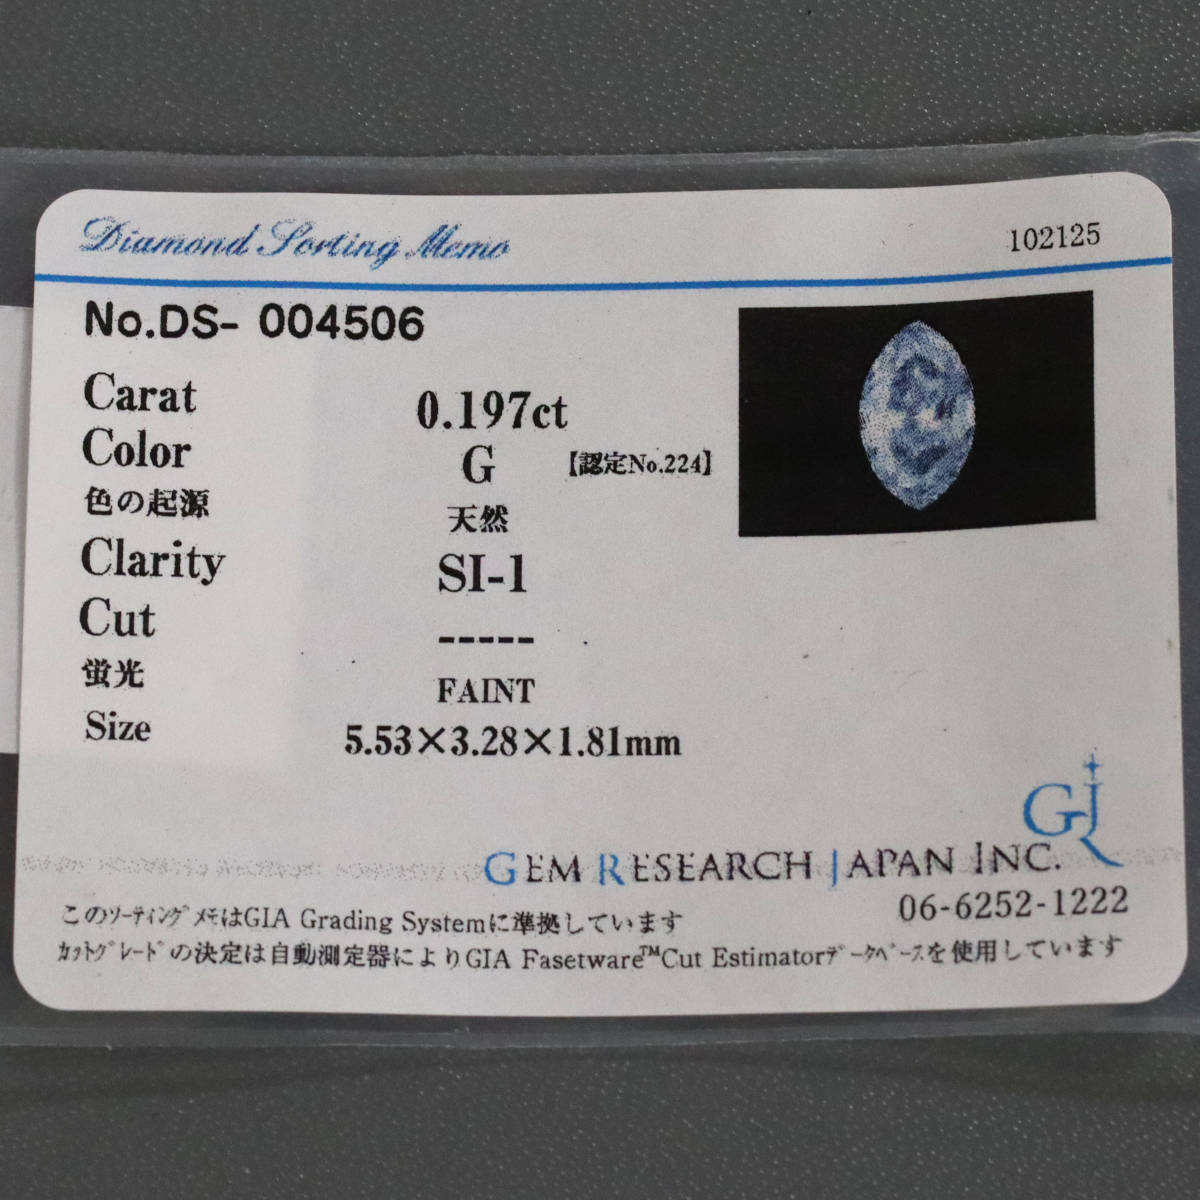 Diamond Sorting Memo 102125
No.DS- 004506
Carat 0.197ct
Color G 【認定No.224】
色の起源 天然
Clarity SI-1
Cut -----
蛍光 FAINT
Size 5.53×3.28×1.81mm
GJR
GEM RESEARCH JAPAN INC.
06-6252-1222
このｿｰﾃｨﾝｸﾞﾒﾓはGIA Grading Systemに準拠しています
ｶｯﾄｸﾞﾚｰﾄﾞの決定は自動測定器によりGIA Fasetware™Cut Estimatorﾃﾞｰﾀﾍﾞｰｽを使用しています